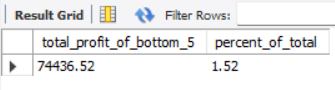 Result Grid Filter Rows:
total_profit_of_bottom_5 percent_of_total
74436.52 1.52